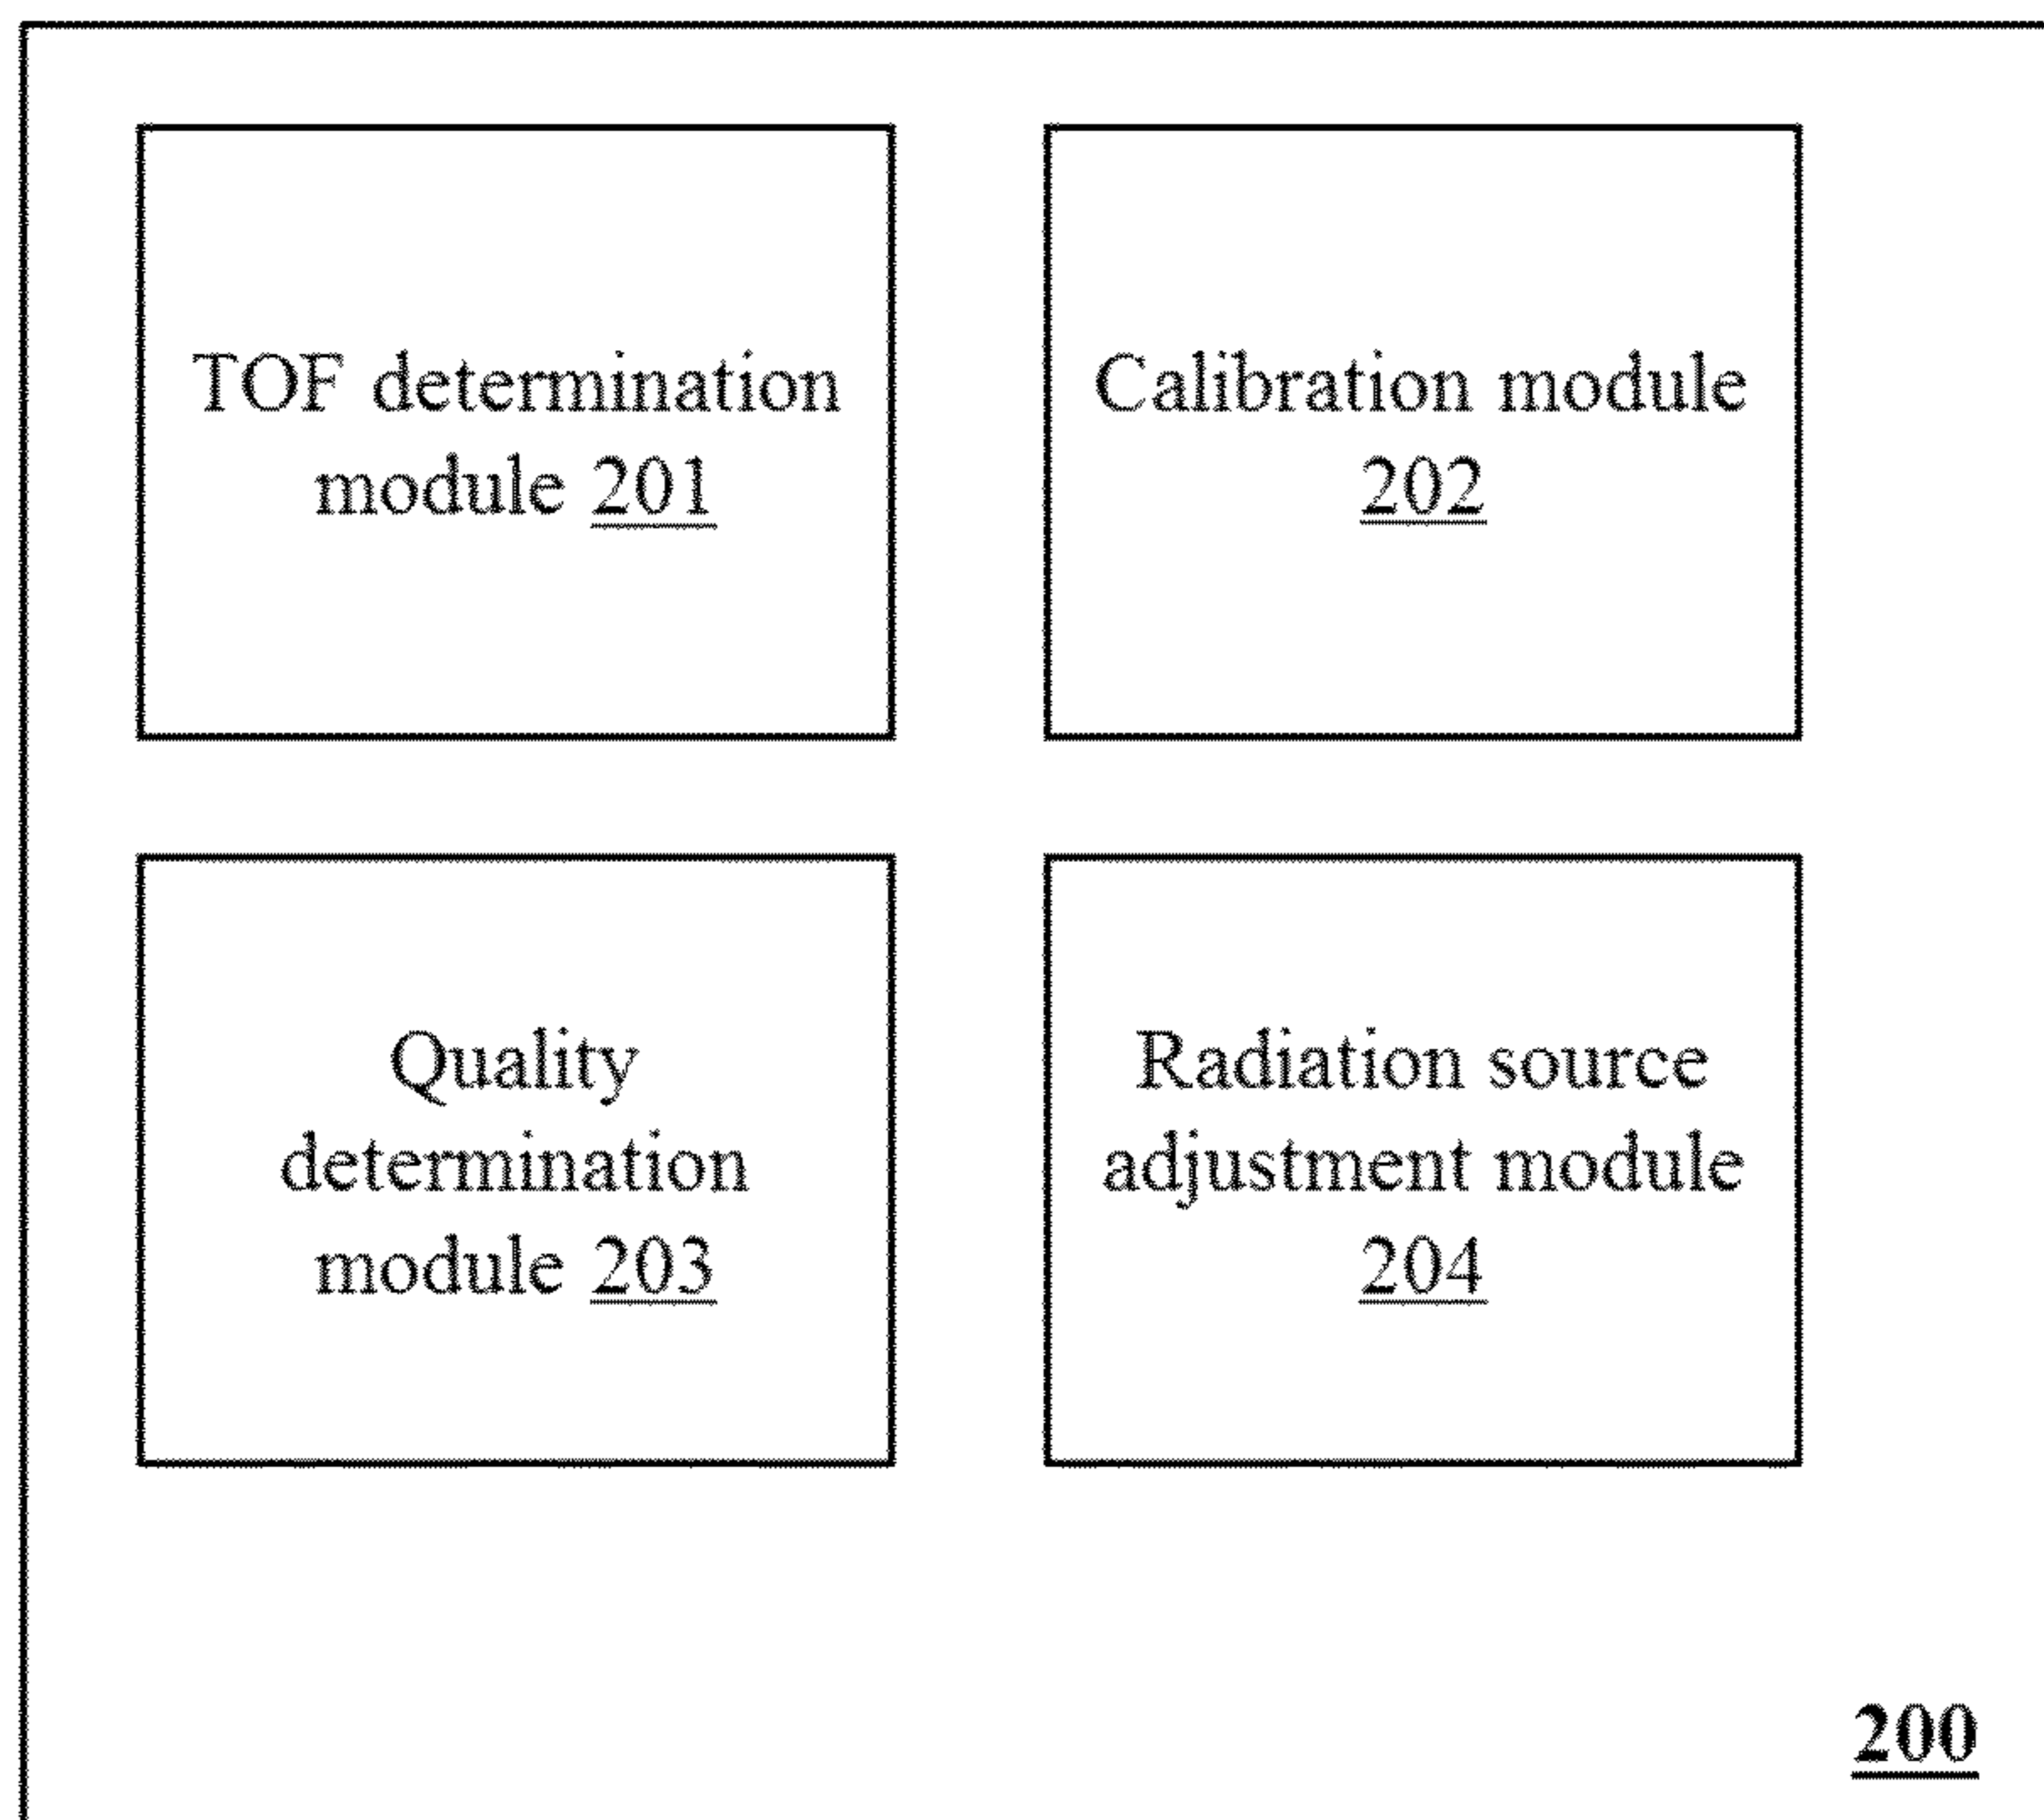 TOF determination
module 201
Calibration module
202
Quality
determination
module 203
Radiation source
adjustment module
204
200